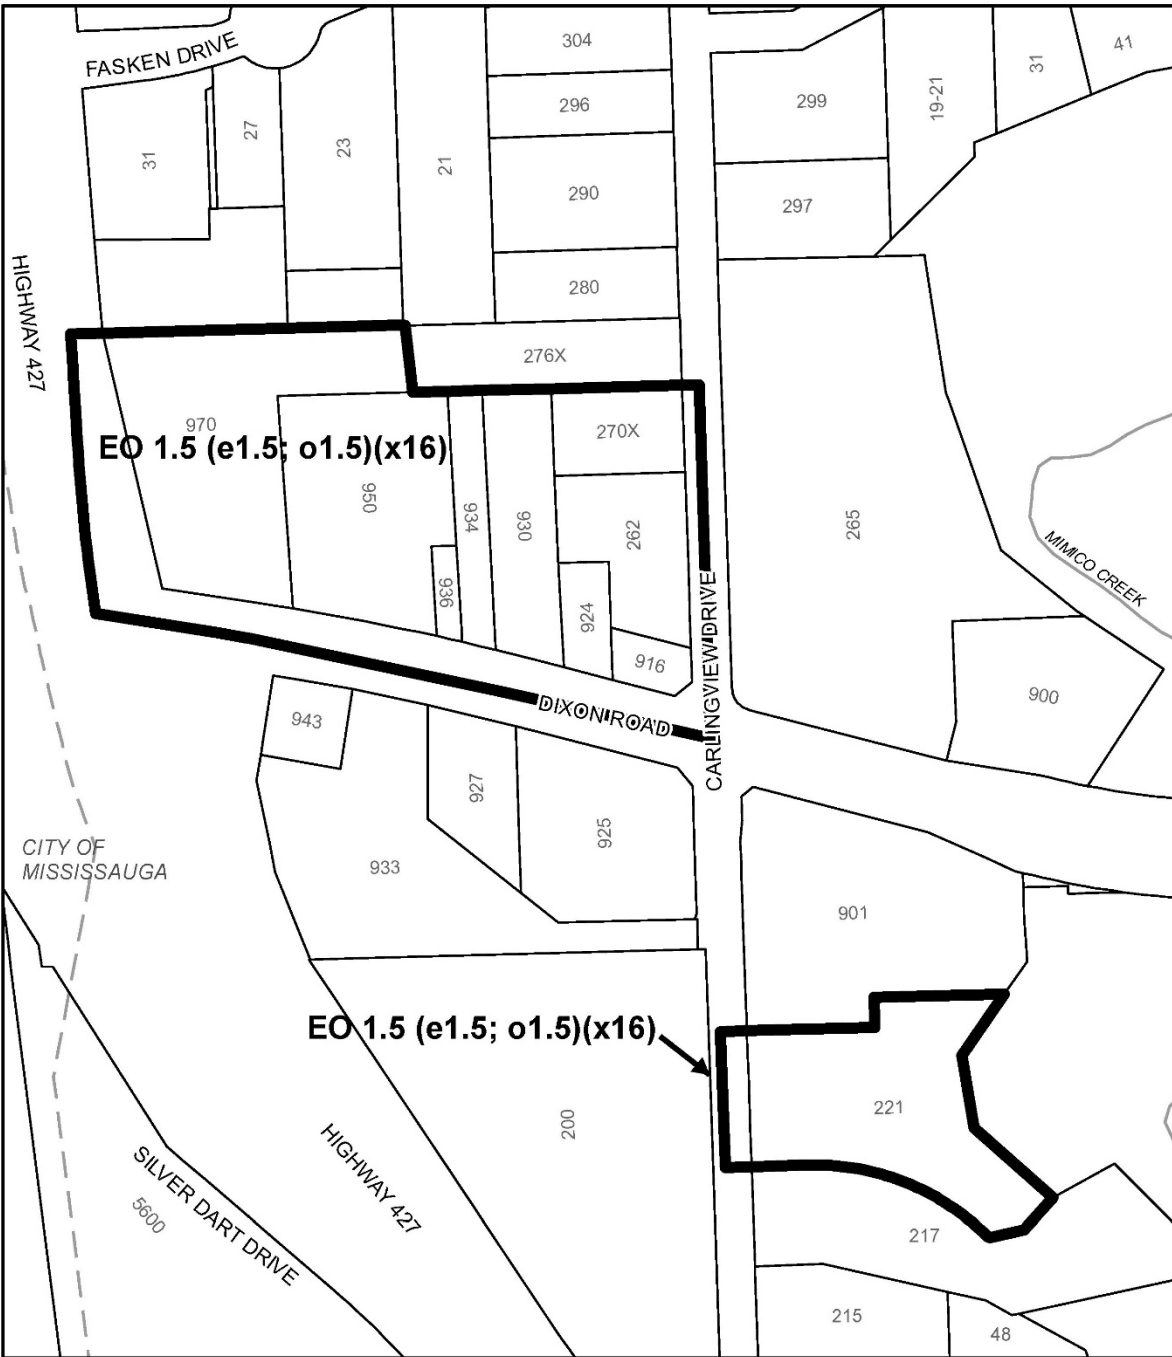 304
41
FASKEN DRIVE
31
296
299
19-21
27
23
31
21
290
297
HIGHWAY 427
280
276X
970
270X
EO 1.5 (e1.5; o1.5)(x16)
950
934
930
262
265
MIMICO CREEK
936
924
916
CARLINGVIEW DRIVE
900
DIXON ROAD
943
927
925
CITY OF
MISSISSAUGA
933
901
EO 1.5 (e1.5; o1.5)(x16)
200
221
HIGHWAY 427
SILVER DART DRIVE
5600
217
215
48